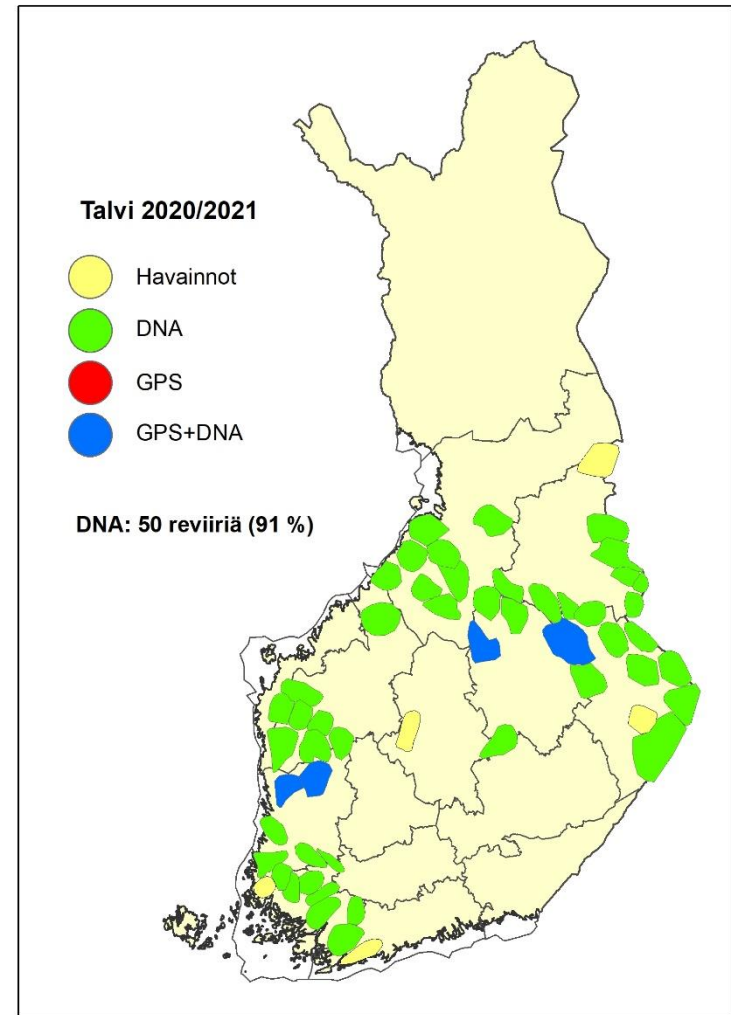 Talvi 2020/2021
Havainnot
DNA
GPS
GPS+DNA
DNA: 50 reviiriä (91 %)